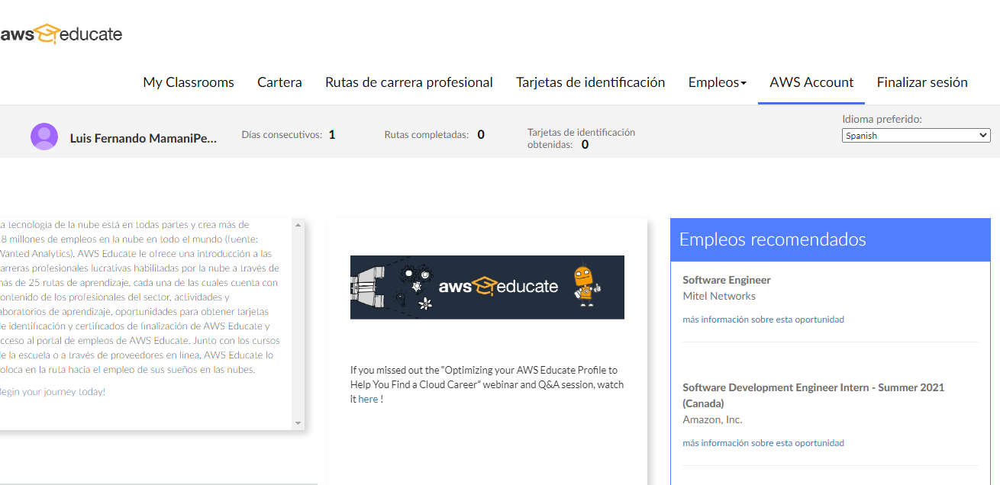 aws educate
My Classrooms Cartera Rutas de carrera profesional Tarjetas de identificación Empleos AWS Account Finalizar sesión
Luis Fernando MamaniPe...
Días consecutivos: 1
Rutas completadas: 0
Tarjetas de identificación
obtenidas: 0
Idioma preferido:
Spanish
tecnología de la nube está en todas partes y crea más de
8 millones de empleos en la nube en todo el mundo (fuente:
Analytics). AWS Educate le ofrece una introducción a las
profesionales lucrativas habilitadas por la nube a través de
de 25 rutas de aprendizaje, cada una de las cuales cuenta con
de los profesionales del sector, actividades y
de aprendizaje, oportunidades para obtener tarjetas
identificación y certificados de finalización de AWS Educate y
al portal de empleos de AWS Educate. Junto con los cursos
la escuela o a través de proveedores en línea, AWS Educate lo
en la ruta hacia el empleo de sus sueños en las nubes.
your journey today!
aws educate
If you missed out the “Optimizing your AWS Educate Profile to
Help You Find a Cloud Career” webinar and Q&A session, watch
it here !
Empleos recomendados
Software Engineer
Mitel Networks
más información sobre esta oportunidad
Software Development Engineer Intern - Summer 2021
(Canada)
Amazon, Inc.
más información sobre esta oportunidad